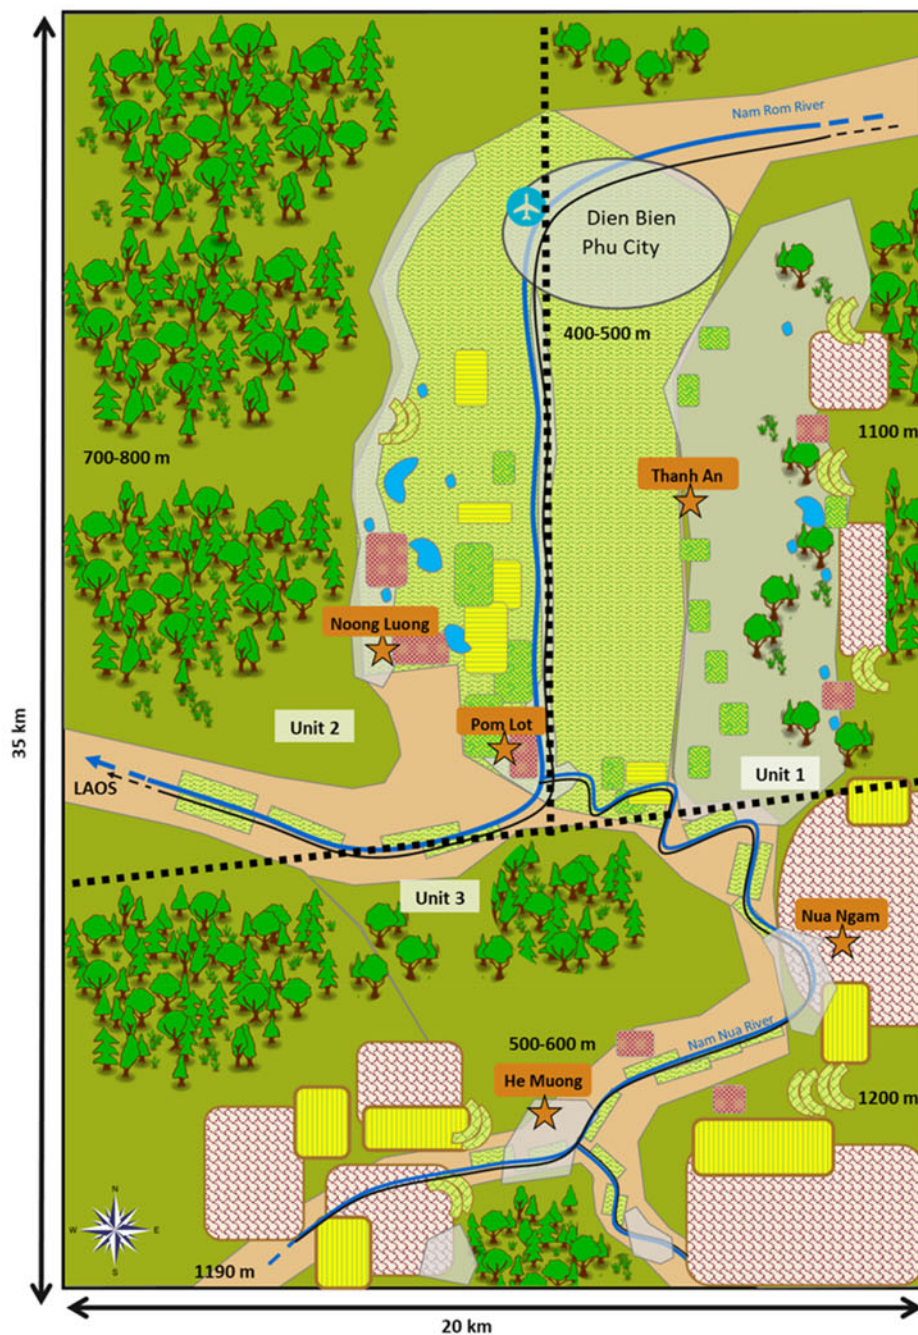 Nam Rom River
Dien Bien
Phu City
400-500 m
700-800 m
1100 m
Thanh An
Noong Luong
35 km
Unit 2
Pom Lot
Unit 1
LAOS
Unit 3
Nua Ngam
Nam Nua River
500-600 m
He Muong
1200 m
N
W
E
S
1190 m
20 km